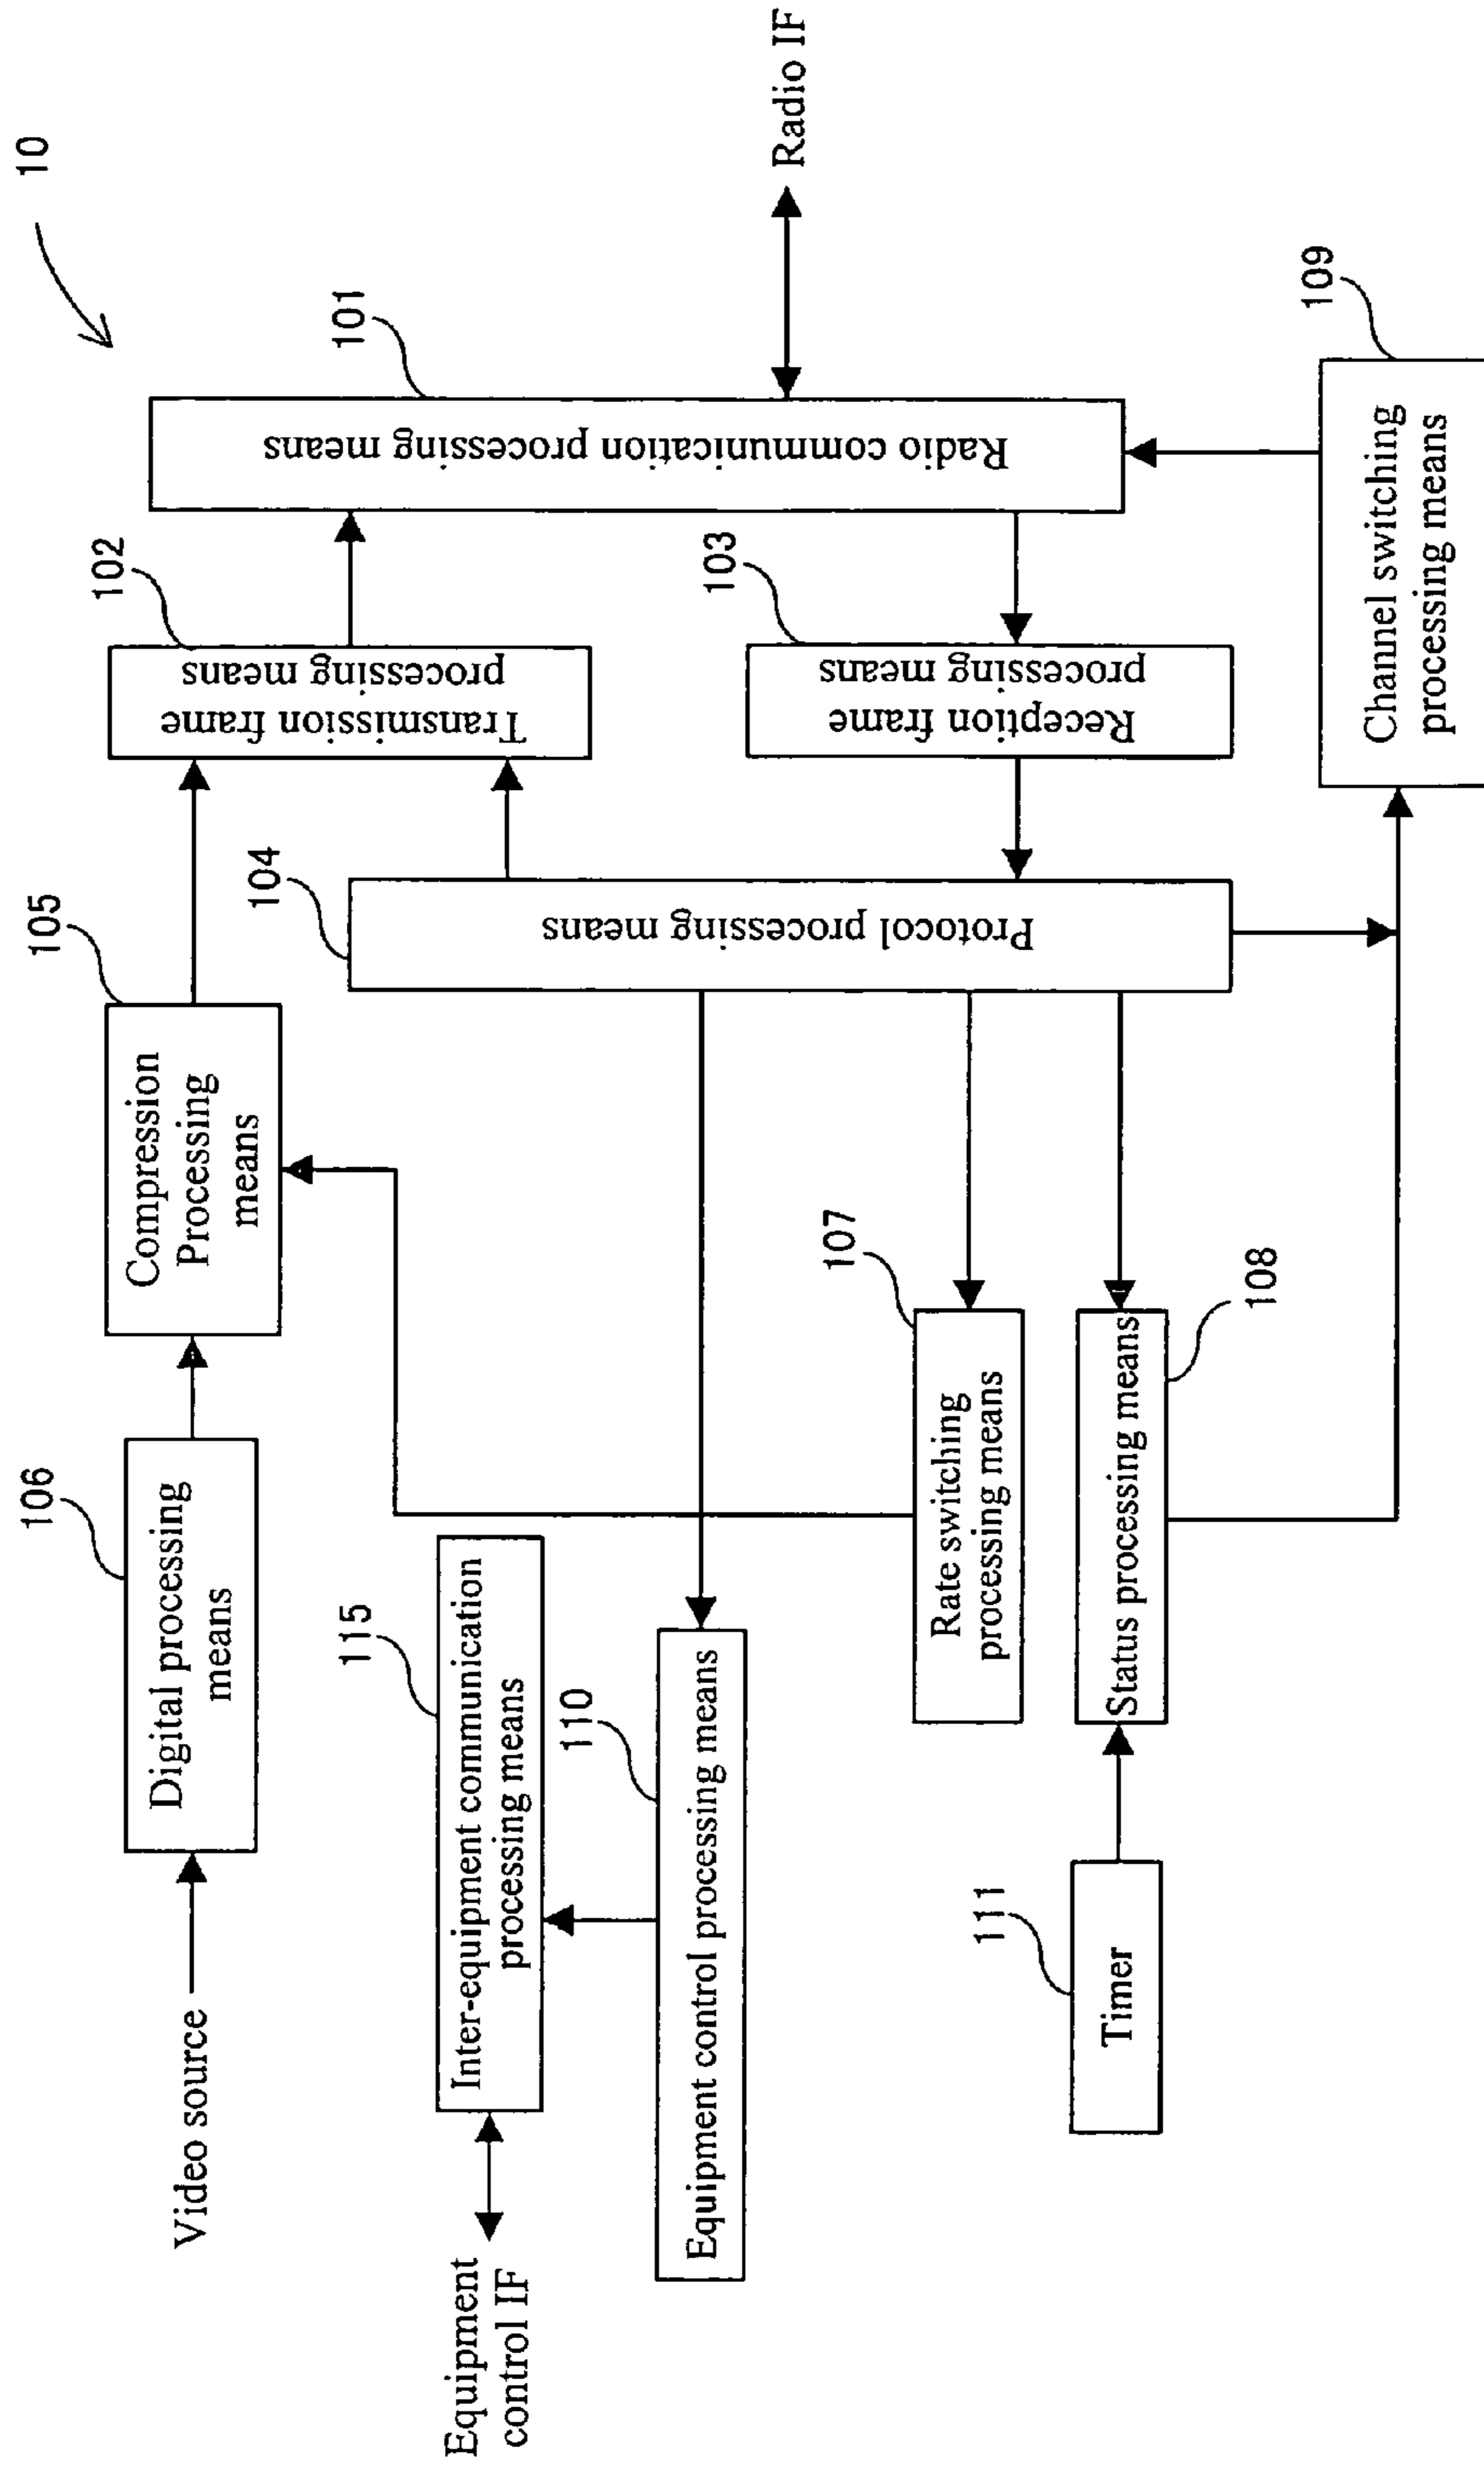 10
Video source
106
Digital processing
means
105
Compression
Processing
means
102
Transmission frame
processing means
101
Radio communication processing means
Radio IF
Equipment
control IF
115
Inter-equipment communication
processing means
110
Equipment control processing means
104
Protocol processing means
103
Reception frame
processing means
107
Rate switching
processing means
108
Status processing means
111
Timer
109
Channel switching
processing means